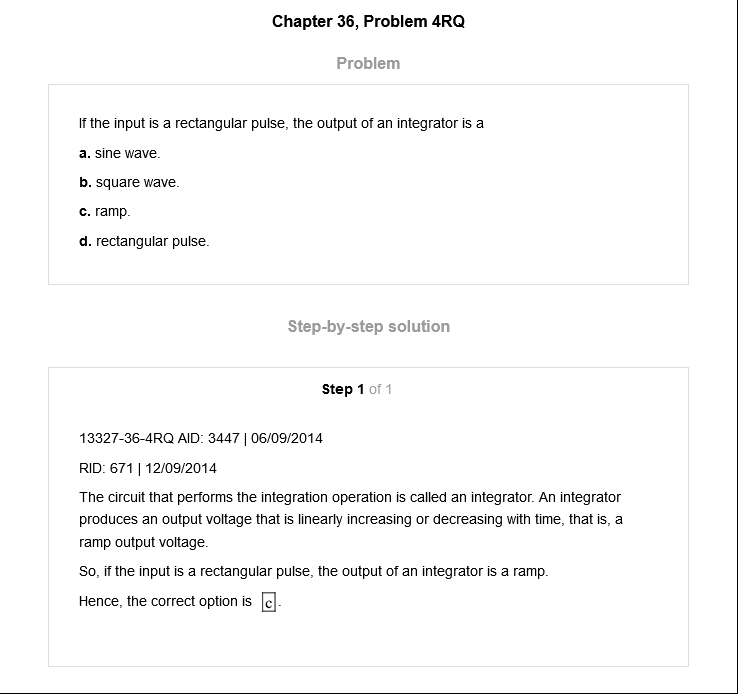 Chapter 36, Problem 4RQ
Problem
If the input is a rectangular pulse, the output of an integrator is a
a. sine wave.
b. square wave.
c. ramp.
d. rectangular pulse.
Step-by-step solution
Step 1 of 1
13327-36-4RQ AID: 3447 | 06/09/2014
RID: 671 | 12/09/2014
The circuit that performs the integration operation is called an integrator. An integrator
produces an output voltage that is linearly increasing or decreasing with time, that is, a
ramp output voltage.
So, if the input is a rectangular pulse, the output of an integrator is a ramp.
Hence, the correct option is c.